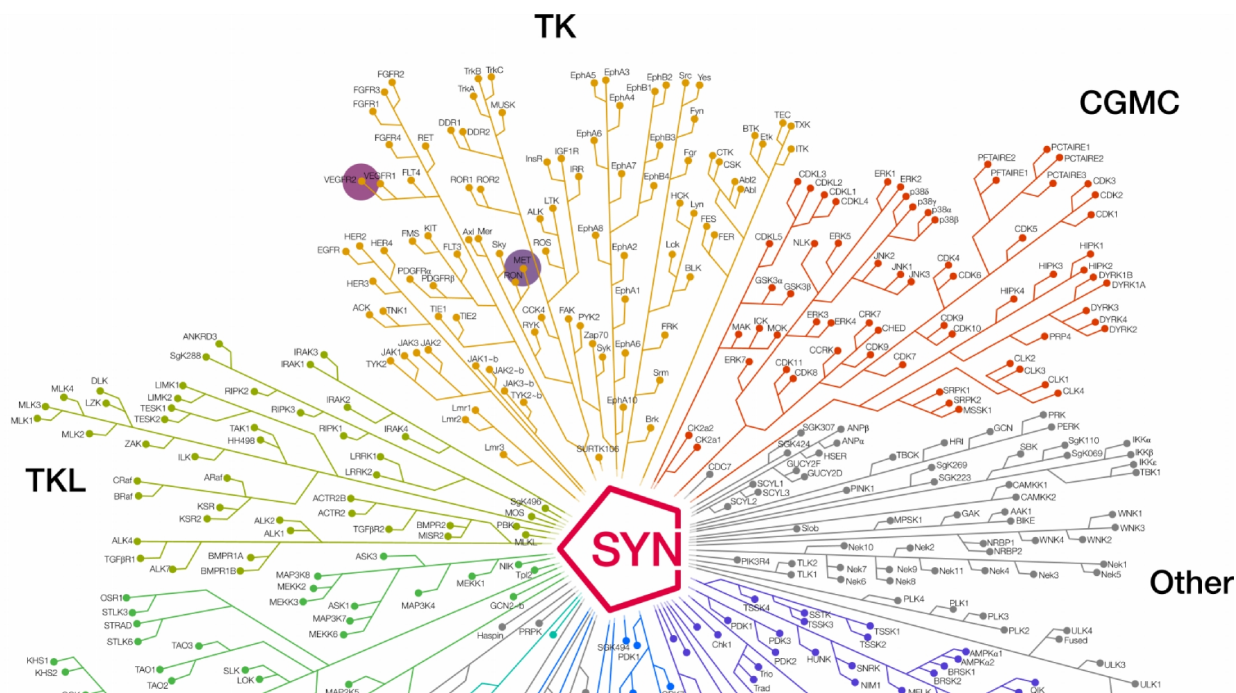 TK
CGMC
TKL
Other
SYN
FGFR2
FGFR3
FGFR1
FGFR4
RET
VEGFR2
VEGFR1
FLT4
TrkB
TrkC
TrkA
MUSK
DDR1
DDR2
ROR1
ROR2
InsR
IGF1R
IRR
LTK
ALK
ROS
MET
RON
HER2
EGFR
HER4
HER3
FMS
KIT
FLT3
Axl
Mer
Sky
PDGFRα
PDGFRβ
ACK
TNK1
TIE1
TIE2
CCK4
RYK
FAK
PYK2
Zap70
Syk
JAK3
JAK2
JAK1
TYK2
JAK1~b
JAK2~b
JAK3~b
TYK2~b
Lmr1
Lmr2
Lmr3
SURTK106
EphA5
EphA3
EphA4
EphA6
EphA7
EphA8
EphA2
EphA1
EphA6
EphA10
EphB2
EphB1
EphB3
EphB4
Src
Yes
Fyn
Fgr
HCK
Lyn
Lck
BLK
FRK
Srm
Brk
CTK
CSK
Abl2
Abl
FES
FER
TEC
TXK
BTK
Etk
ITK
CDKL3
CDKL2
CDKL1
CDKL4
CDKL5
ERK1
ERK2
p38δ
p38γ
p38α
p38β
NLK
ERK5
JNK2
JNK1
JNK3
GSK3α
GSK3β
MAK
ICK
MOK
ERK3
ERK4
ERK7
CRK7
CHED
CCRK
CDK9
CDK7
CDK11
CDK8
CDK9
CDK10
CDK4
CDK6
CDK5
PFTAIRE2
PFTAIRE1
PCTAIRE1
PCTAIRE2
PCTAIRE3
CDK3
CDK2
CDK1
HIPK1
HIPK2
HIPK3
HIPK4
DYRK1B
DYRK1A
DYRK3
DYRK4
DYRK2
PRP4
CLK2
CLK3
CLK1
CLK4
SRPK1
SRPK2
MSSK1
CK2a2
CK2a1
CDC7
ANKRD3
SgK288
IRAK3
IRAK1
IRAK2
IRAK4
DLK
MLK4
LZK
MLK3
MLK1
MLK2
LIMK1
LIMK2
TESK1
TESK2
RIPK2
RIPK3
RIPK1
TAK1
HH498
ZAK
ILK
LRRK1
LRRK2
CRaf
BRaf
ARaf
KSR
KSR2
ACTR2B
ACTR2
TGFβR2
BMPR2
MISR2
ALK2
ALK1
ALK4
TGFβR1
ALK7
BMPR1A
BMPR1B
SgK496
MOS
PBK
MLKL
SGK307
ANPβ
SGK424
ANPα
HSER
GUCY2F
GUCY2D
SCYL1
SCYL3
SCYL2
TBCK
PINK1
HRI
GCN
PRK
PERK
SgK269
SGK223
SBK
SgK110
SgK069
IKKα
IKKβ
IKKε
TBK1
CAMKK1
CAMKK2
Slob
MPSK1
GAK
AAK1
BIKE
NRBP1
NRBP2
WNK1
WNK3
WNK4
WNK2
PIK3R4
TLK2
TLK1
Nek10
Nek2
Nek7
Nek6
Nek9
Nek8
Nek11
Nek4
Nek3
Nek1
Nek5
PLK4
PLK1
PLK3
PLK2
ULK4
Fused
ULK3
ULK1
ASK3
MAP3K8
MEKK2
MEKK3
ASK1
MAP3K7
MEKK6
MAP3K4
MEKK1
NIK
Tpl2
GCN2~b
Haspin
PRPK
OSR1
STLK3
STRAD
STLK6
TAO3
TAO1
TAO2
KHS1
KHS2
SLK
LOK
MAP2K5
SGK494
PDK1
PDK1
Chk1
PDK3
PDK2
Trio
Trad
TSSK4
SSTK
TSSK3
TSSK1
TSSK2
HUNK
SNRK
NIM1
AMPKα1
AMPKα2
BRSK1
BRSK2
MELK
QIK